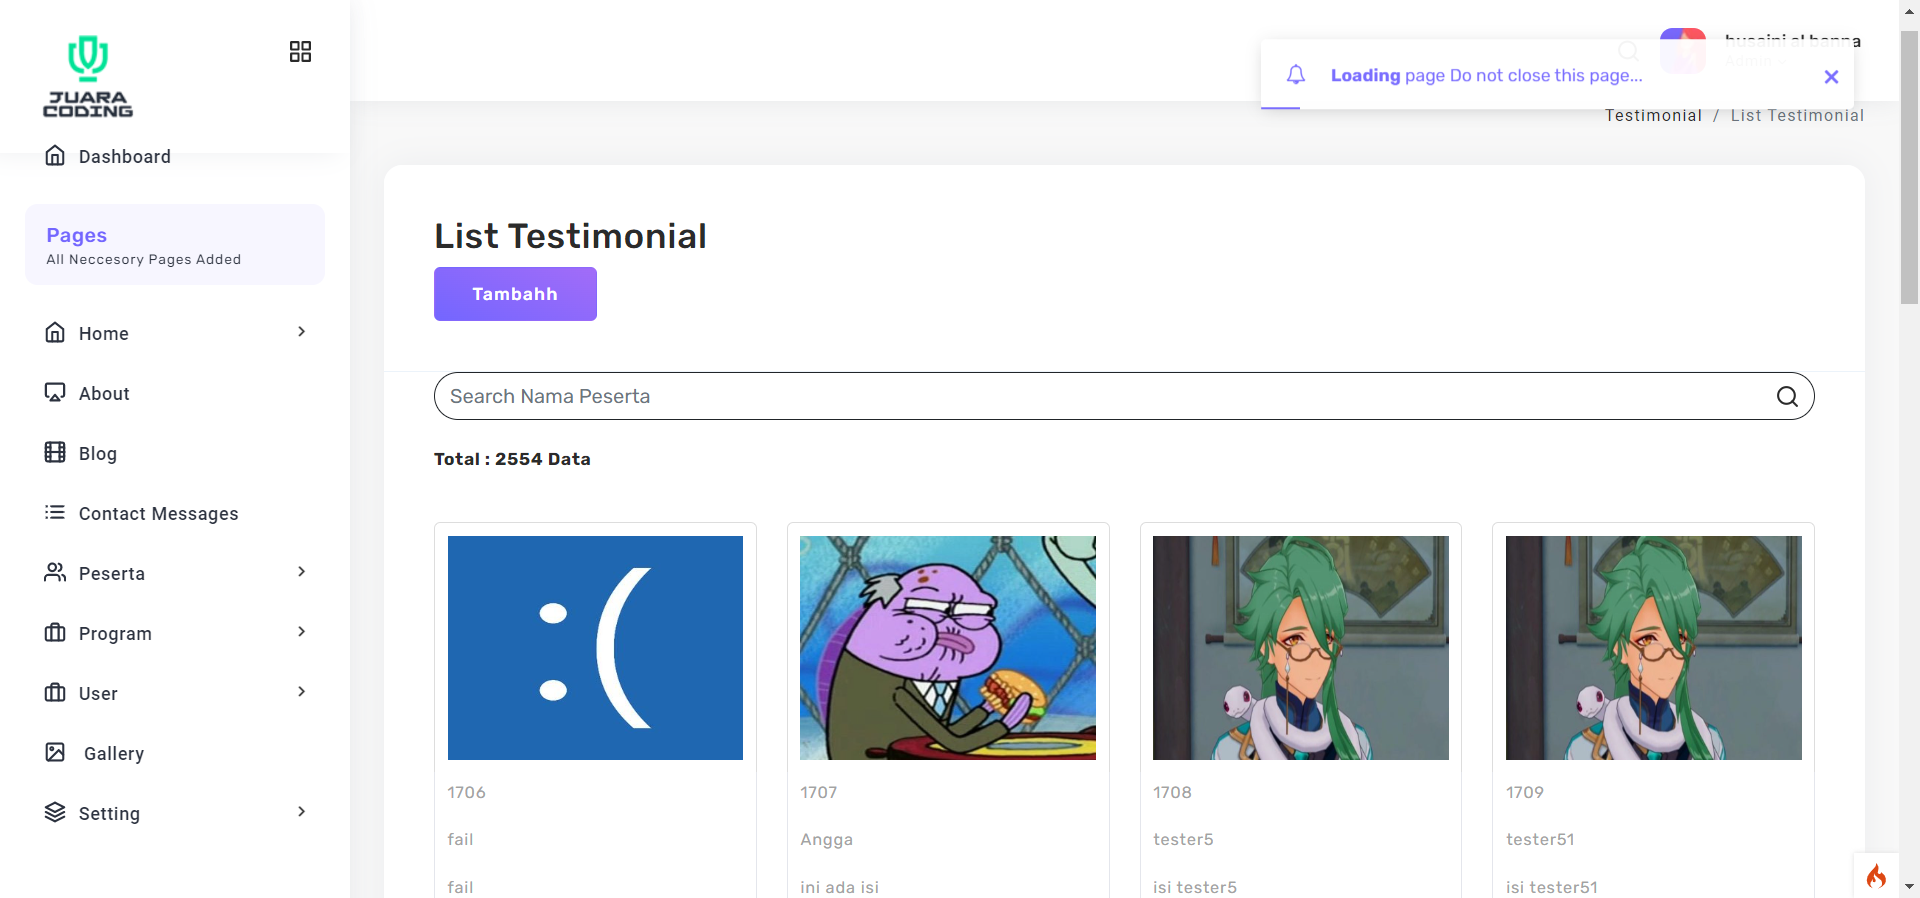 JUARA
CODING
Dashboard
Pages
All Neccesory Pages Added
Home
About
Blog
Contact Messages
Peserta
Program
User
Gallery
Setting
husaini al banna
Loading page Do not close this page...
Testimonial / List Testimonial
List Testimonial
Tambahh
Search Nama Peserta
Total : 2554 Data
1706
fail
fail
1707
Angga
ini ada isi
1708
tester5
isi tester5
1709
tester51
isi tester51